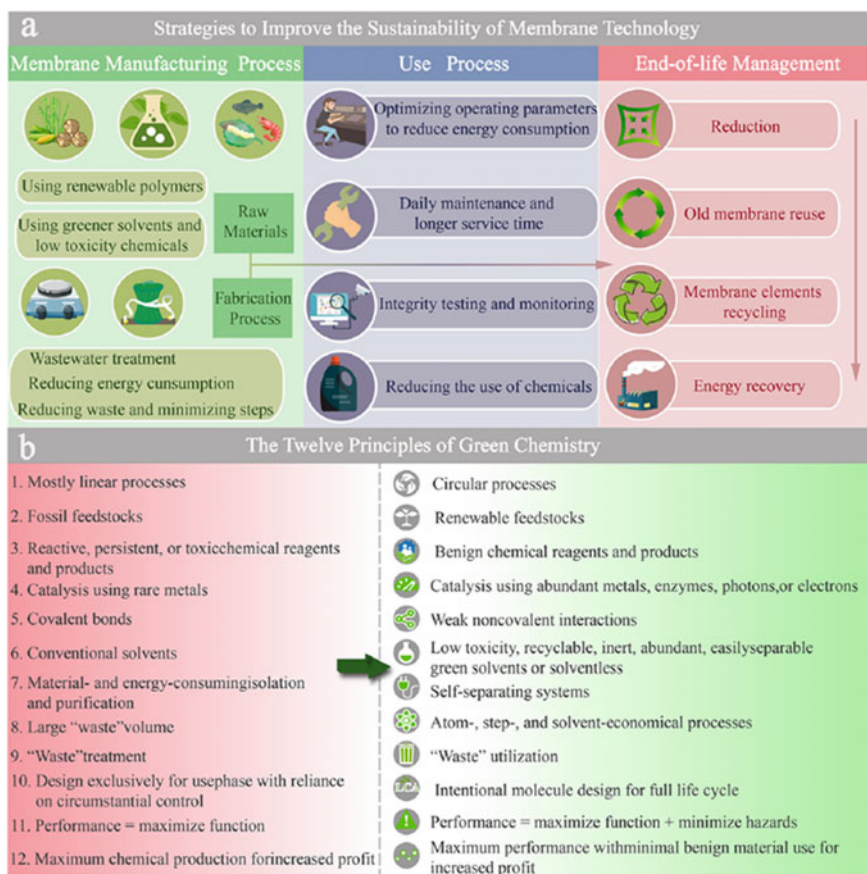 a
Strategies to Improve the Sustainability of Membrane Technology
Membrane Manufacturing Process
Using renewable polymers
Using greener solvents and
low toxicity chemicals
Raw
Materials
Fabrication
Process
Wastewater treatment
Reducing energy cunsumption
Reducing waste and minimizing steps
Use Process
Optimizing operating parameters
to reduce energy consumption
Daily maintenance and
longer service time
Integrity testing and monitoring
Reducing the use of chemicals
End-of-life Management
Reduction
Old membrane reuse
Membrane elements
recycling
Energy recovery
b
The Twelve Principles of Green Chemistry
1. Mostly linear processes
2. Fossil feedstocks
3. Reactive, persistent, or toxicchemical reagents
and products
4. Catalysis using rare metals
5. Covalent bonds
6. Conventional solvents
7. Material- and energy-consumingisolation
and purification
8. Large “waste”volume
9. “Waste”treatment
10. Design exclusively for usephase with reliance
on circumstantial control
11. Performance = maximize function
12. Maximum chemical production forincreased profit
Circular processes
Renewable feedstocks
Benign chemical reagents and products
Catalysis using abundant metals, enzymes, photons,or electrons
Weak noncovalent interactions
Low toxicity, recyclable, inert, abundant, easilyseparable
green solvents or solventless
Self-separating systems
Atom-, step-, and solvent-economical processes
“Waste” utilization
LCA
Intentional molecule design for full life cycle
Performance = maximize function + minimize hazards
Maximum performance withminimal benign material use for
increased profit